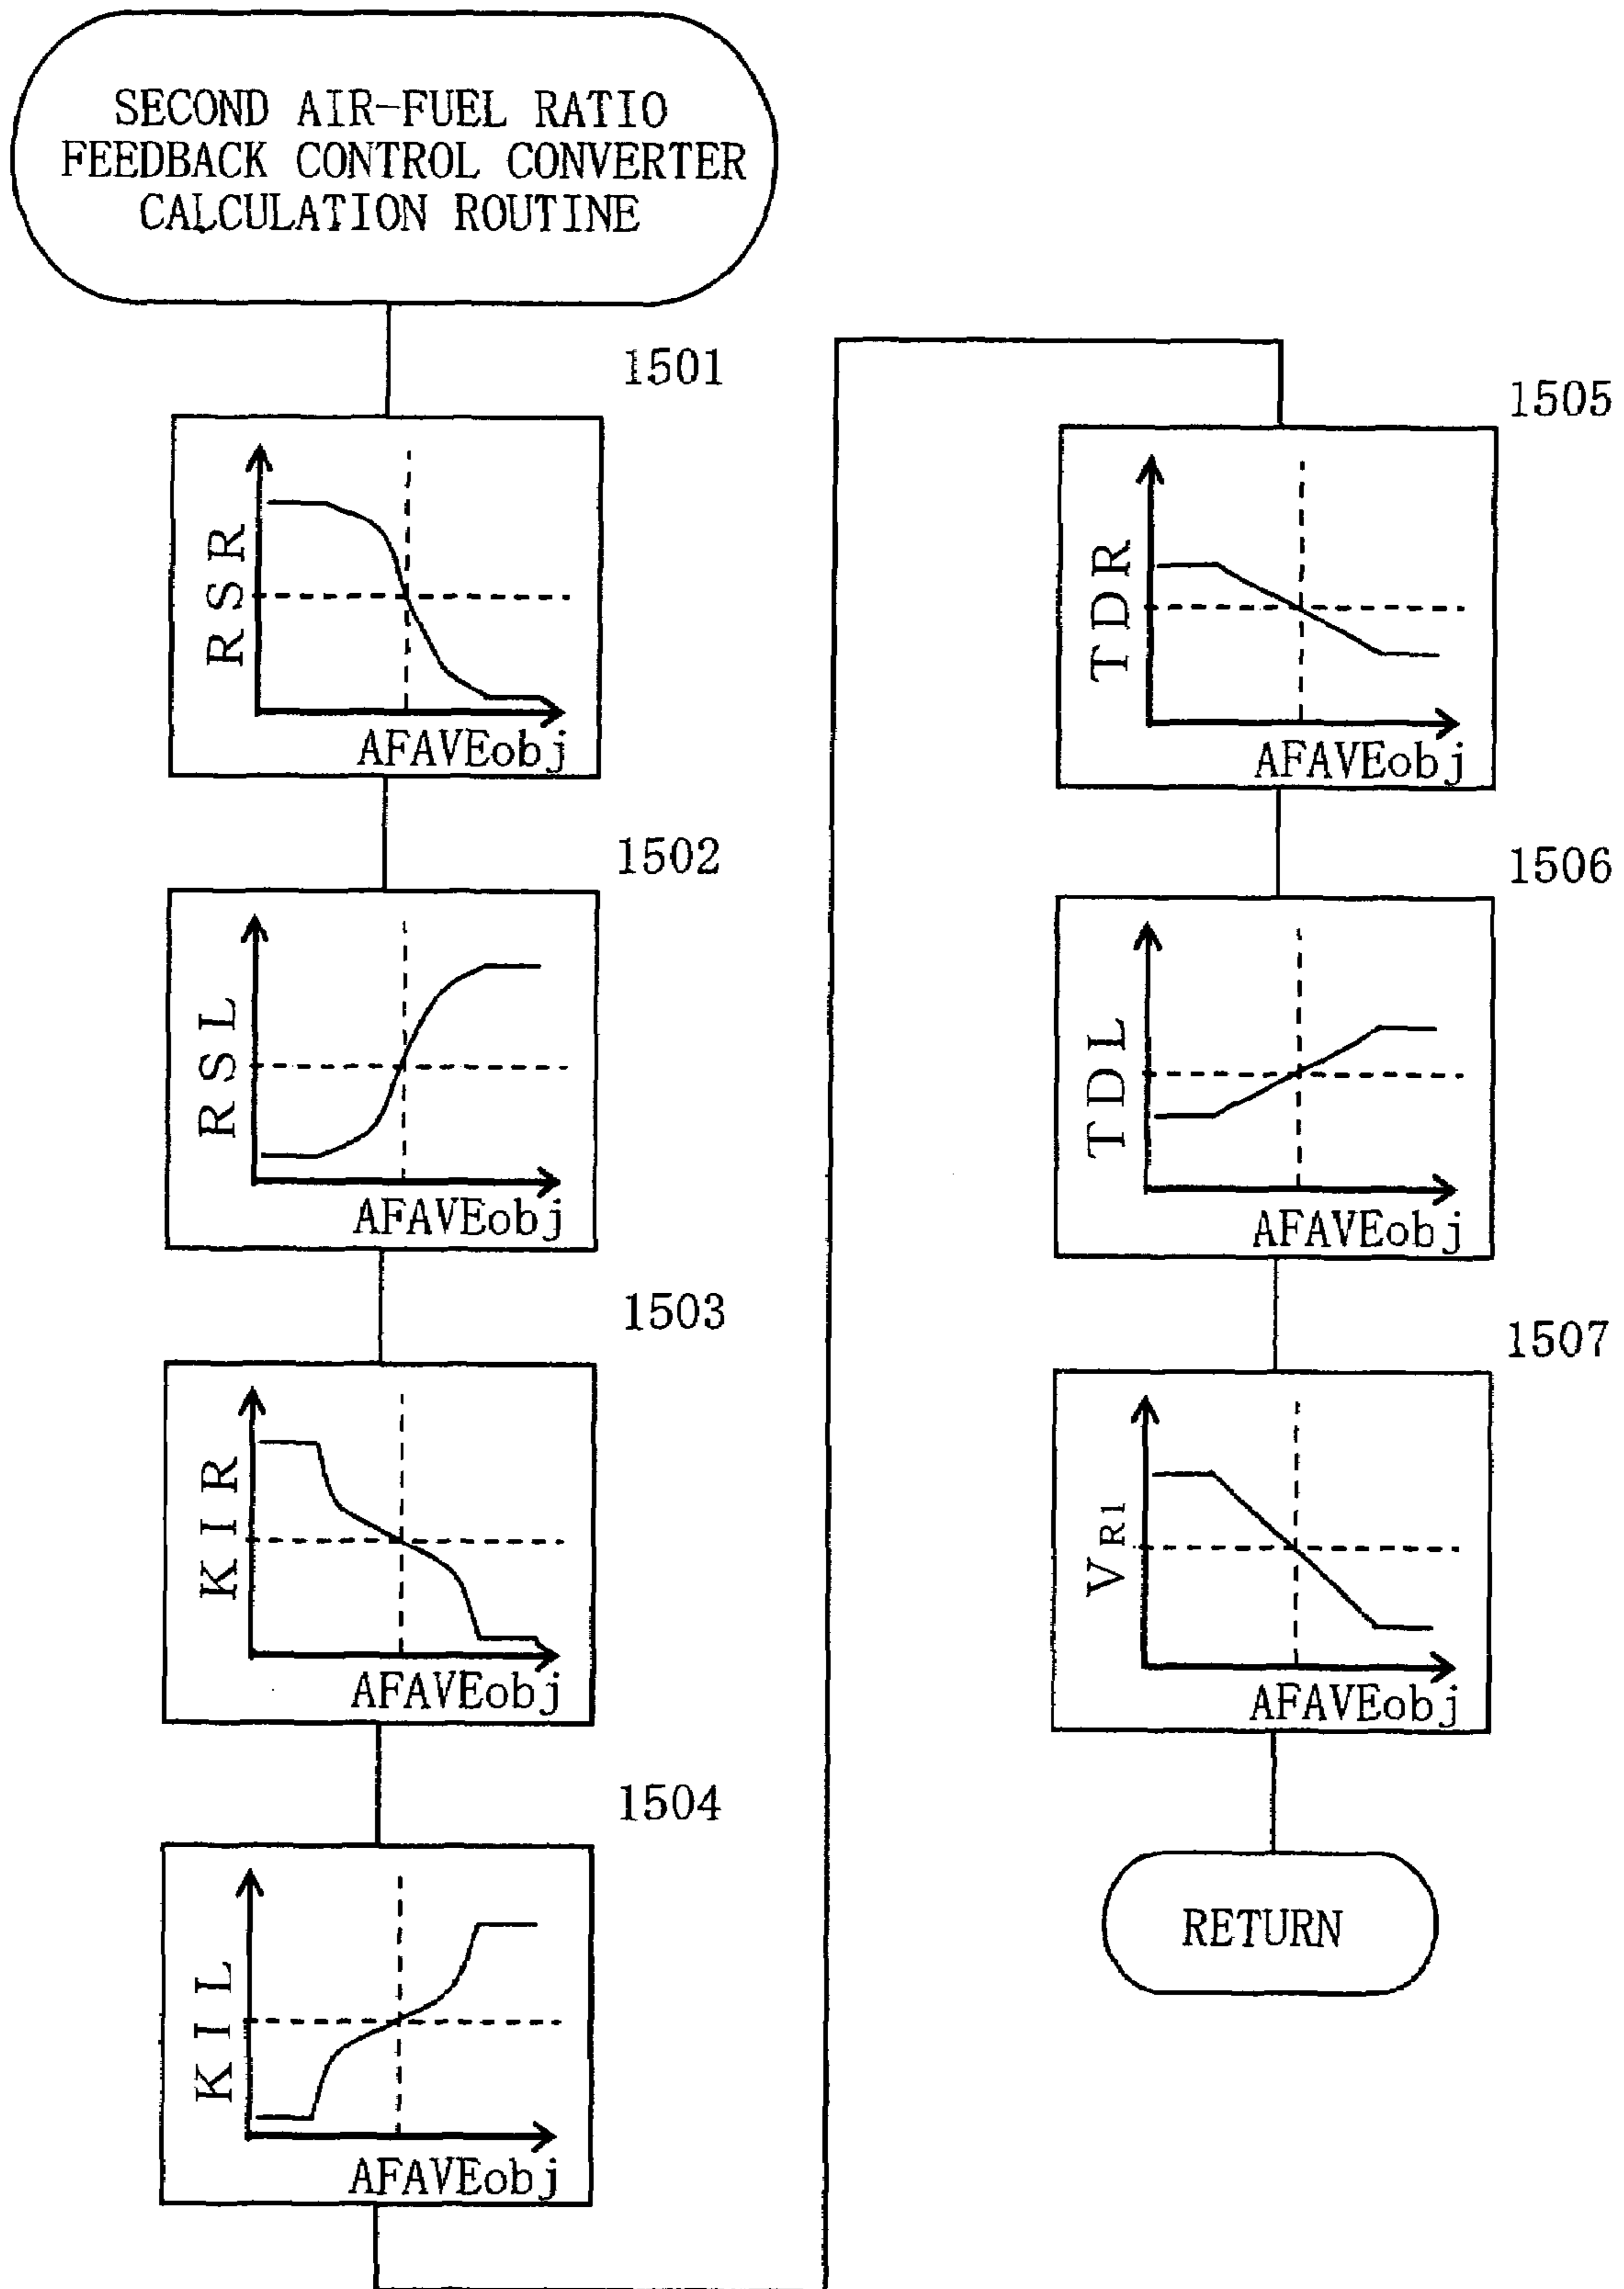 SECOND AIR-FUEL RATIO
FEEDBACK CONTROL CONVERTER
CALCULATION ROUTINE
1501
RSR
AFAVEobj
1502
RSL
AFAVEobj
1503
KIR
AFAVEobj
1504
KIL
AFAVEobj
1505
TDR
AFAVEobj
1506
TDL
AFAVEobj
1507
VR1
AFAVEobj
RETURN